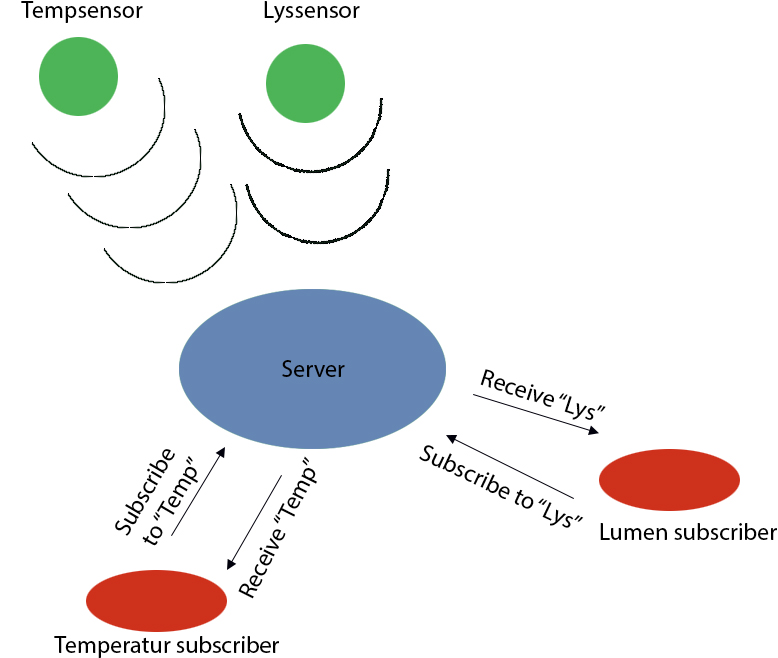 Tempsensor
Lyssensor
Server
Receive “Lys”
Subscribe to “Lys”
Lumen subscriber
Subscribe
to “Temp”
Receive “Temp”
Temperatur subscriber